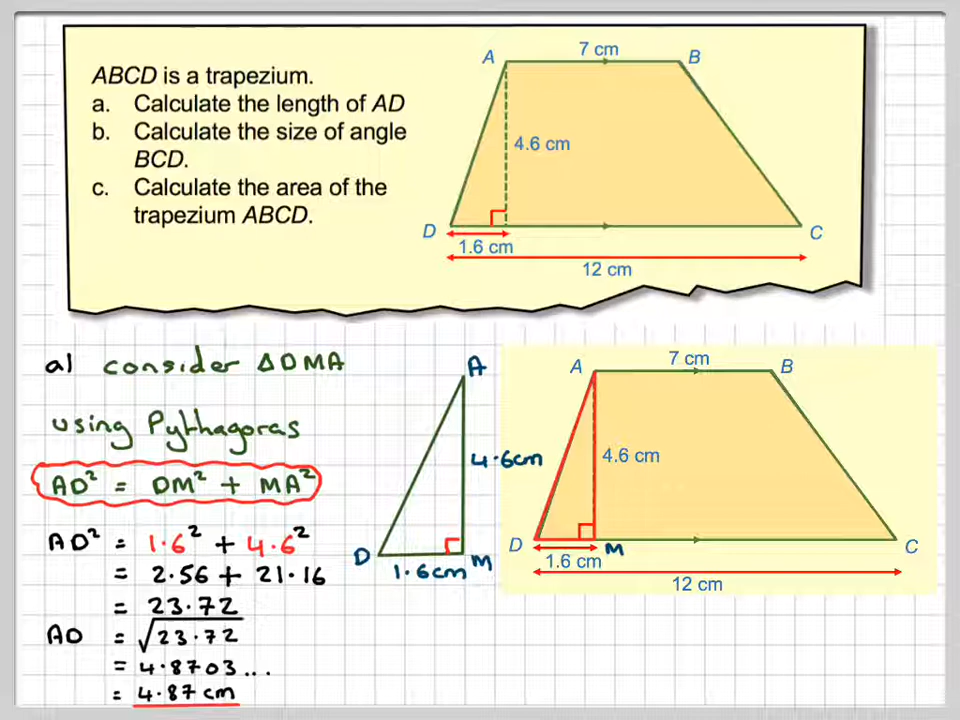 ABCD is a trapezium.
a. Calculate the length of AD
b. Calculate the size of angle
BCD.
c. Calculate the area of the
trapezium ABCD.
A 7 cm B
4.6 cm
D C
1.6 cm
12 cm
a) consider ΔDMA
using Pythagoras
AD² = DM² + MA²
AD² = 1.6² + 4.6²
= 2.56 + 21.16
= 23.72
AD = √23.72
= 4.8703...
= 4.87 cm
A
4.6cm
D M
1.6cm
A 7 cm B
4.6 cm
D M C
1.6 cm
12 cm